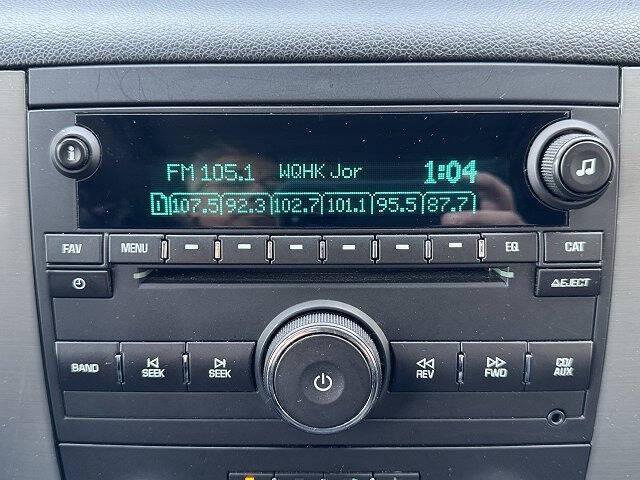 FM 105.1 WQHK Jor 1:04
1 107.5 92.3 102.7 101.1 95.5 87.7
FAV MENU EQ CAT
EJECT
BAND SEEK SEEK REV FWD CD/AUX